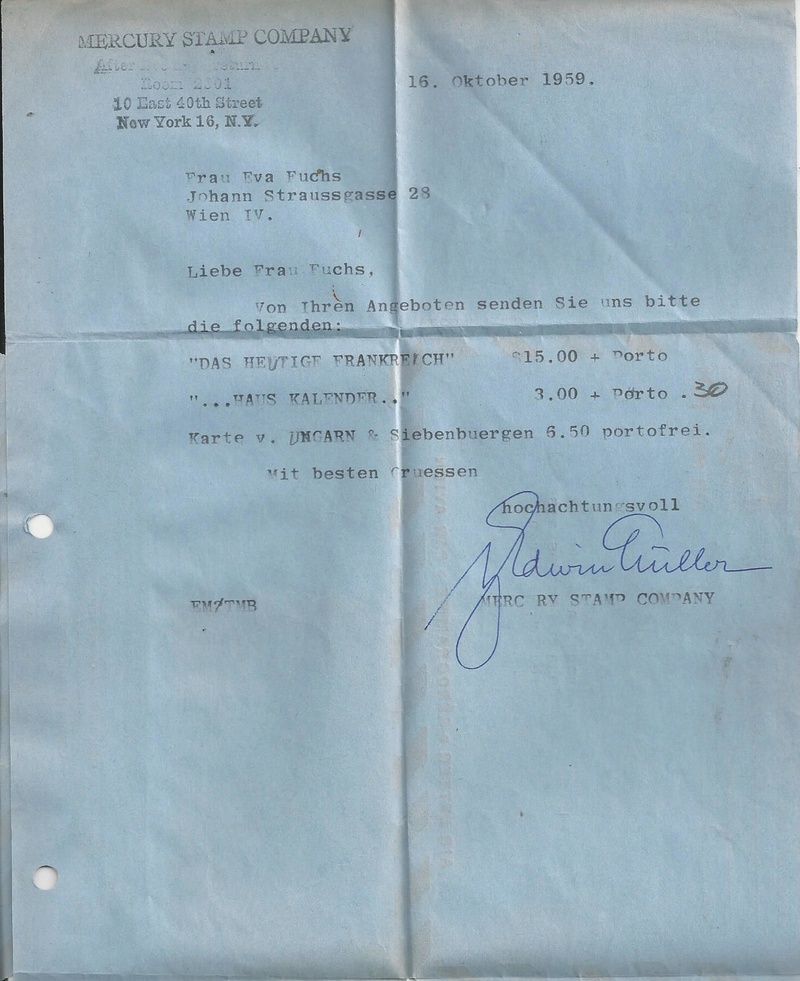 MERCURY STAMP COMPANY
After
Room 2001
10 East 40th Street
New York 16, N.Y.
16. Oktober 1959.
Frau Eva Fuchs
Johann Straussgasse 28
Wien IV.
Liebe Frau Fuchs,
Von Ihren Angeboten senden Sie uns bitte
die folgenden:
"DAS HEUTIGE FRANKREICH" $15.00 + Porto
"...HAUS KALENDER.." 3.00 + Porto .30
Karte v. UNGARN & Siebenbuergen 6.50 portofrei.
Mit besten Gruessen
hochachtungsvoll
Edwin Müller
EM/TMB
MERCURY STAMP COMPANY